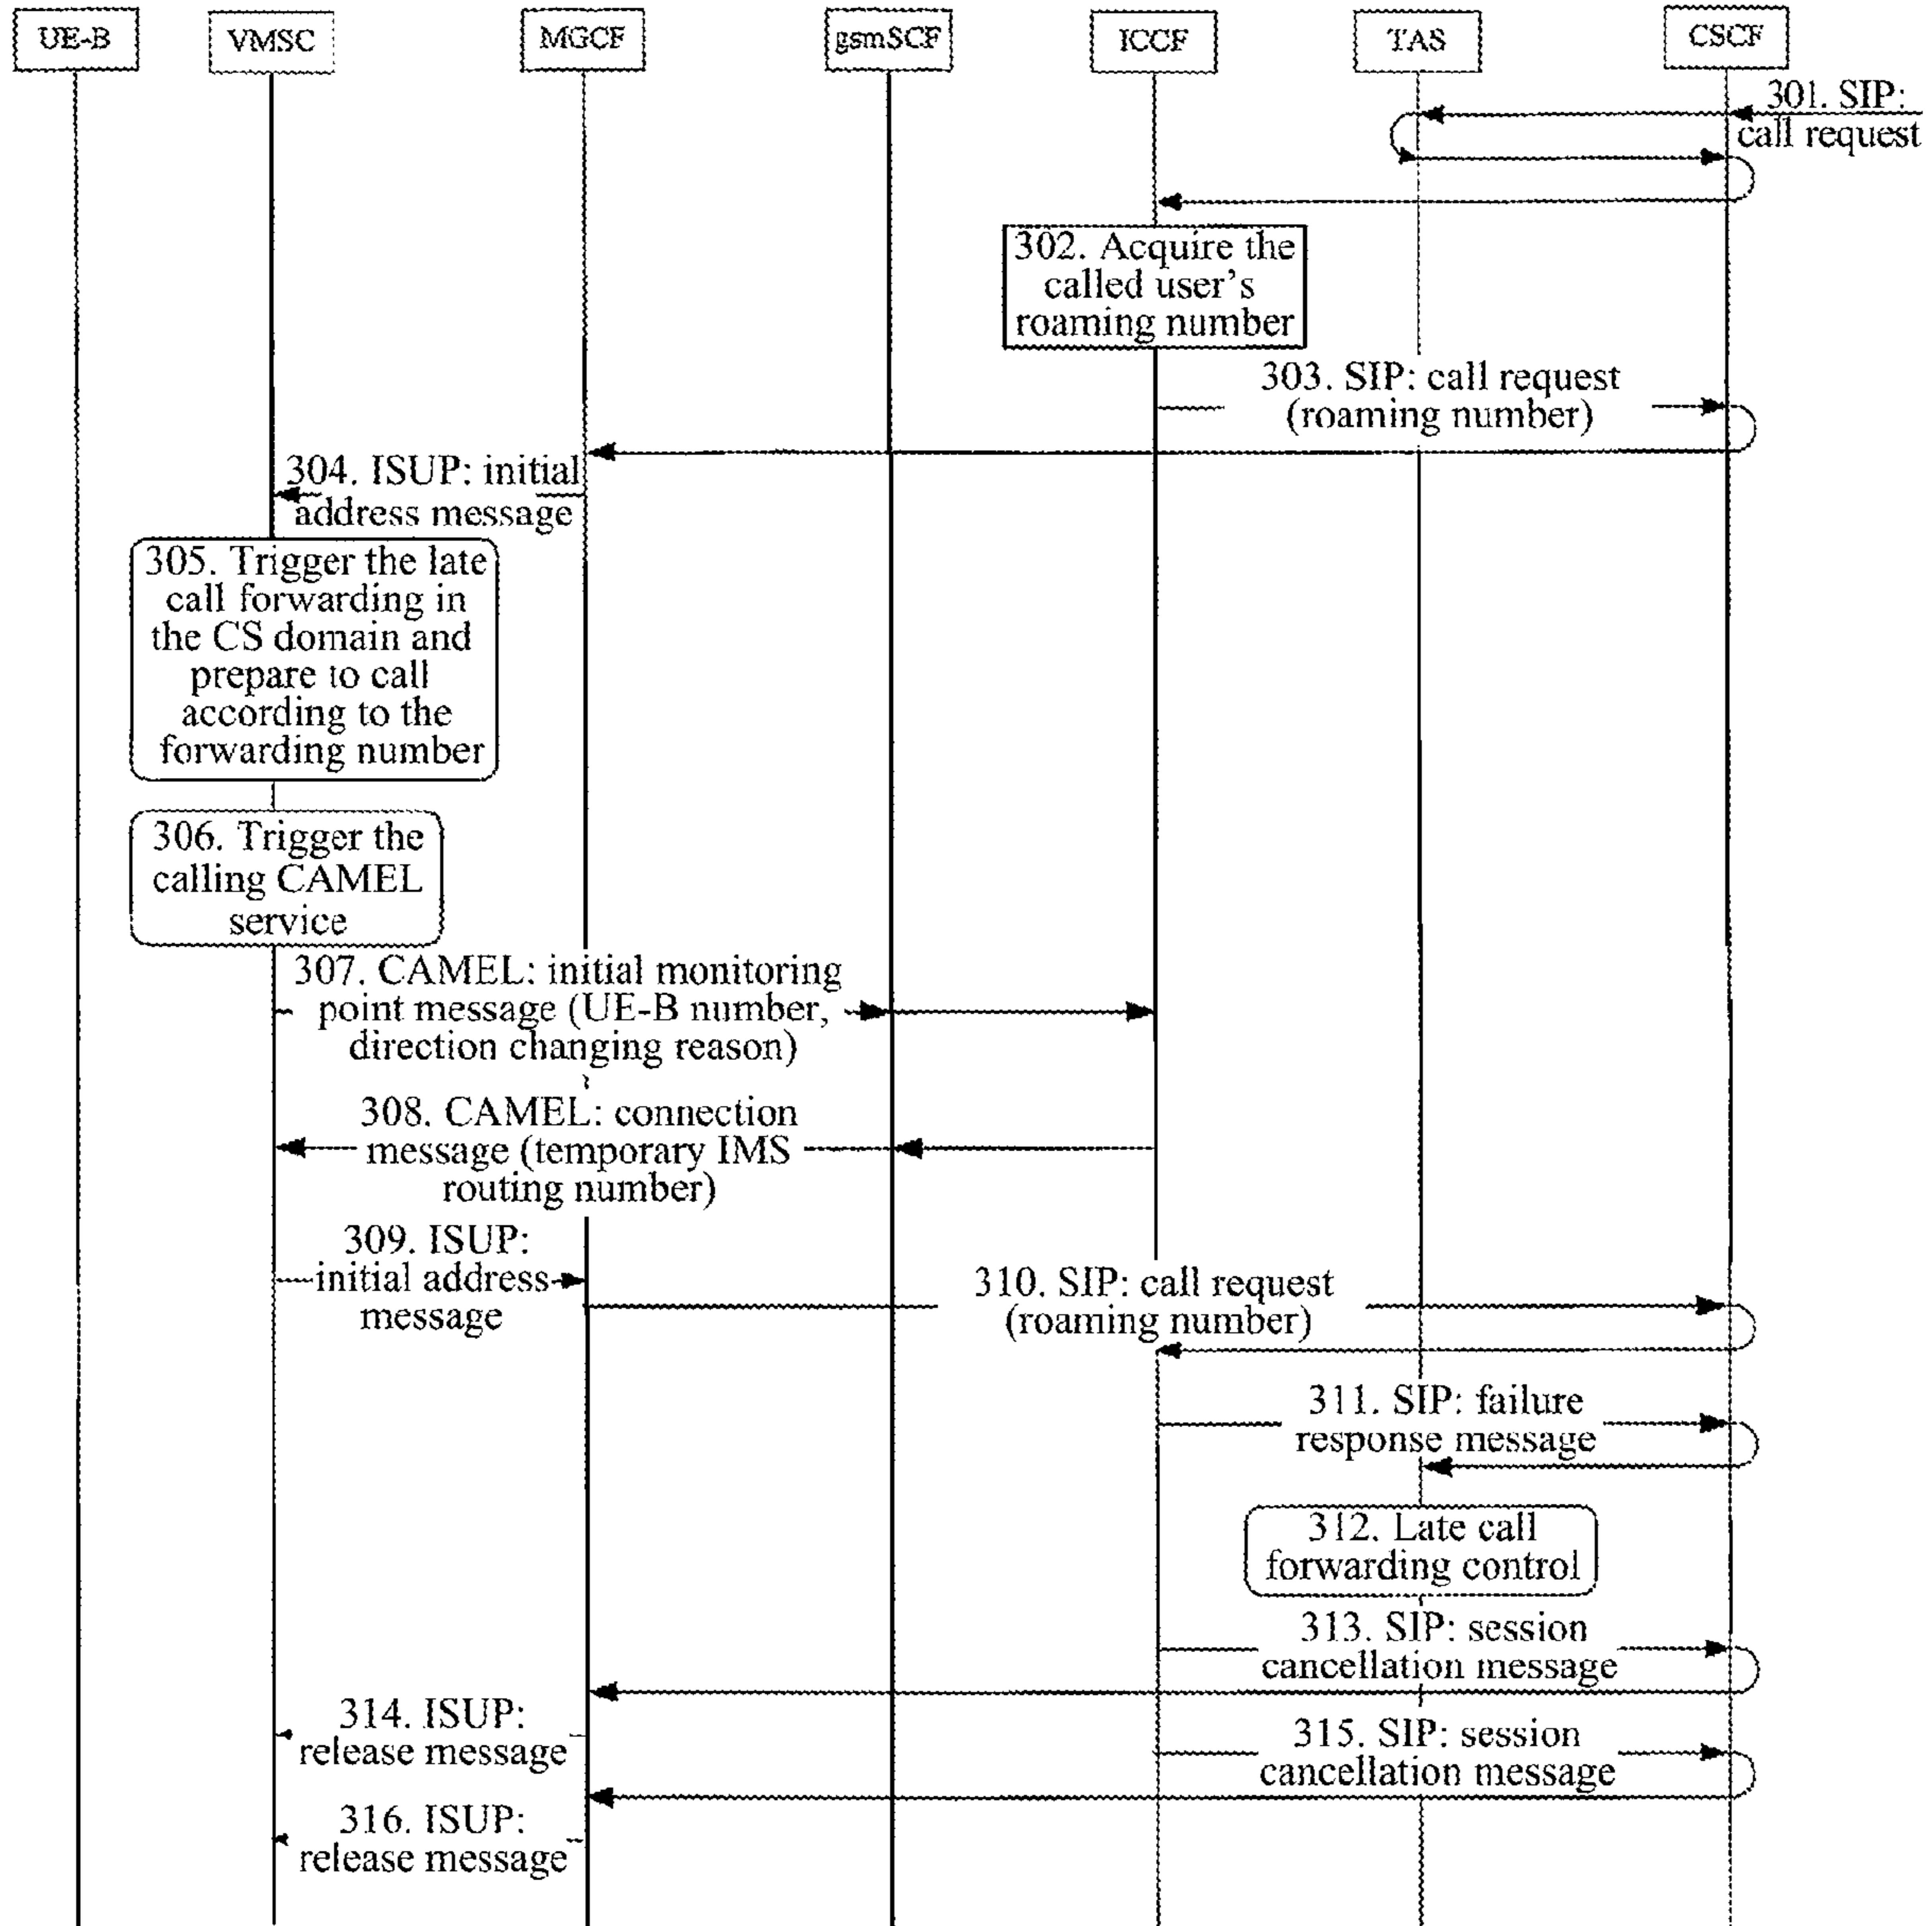 UE-B
VMSC
MGCF
gsmSCF
ICCF
TAS
CSCF
301. SIP:
call request
302. Acquire the
called user's
roaming number
303. SIP: call request
(roaming number)
304. ISUP: initial
address message
305. Trigger the late
call forwarding in
the CS domain and
prepare to call
according to the
forwarding number
306. Trigger the
calling CAMEL
service
307. CAMEL: initial monitoring
point message (UE-B number,
direction changing reason)
308. CAMEL: connection
message (temporary IMS
routing number)
309. ISUP:
initial address
message
310. SIP: call request
(roaming number)
311. SIP: failure
response message
312. Late call
forwarding control
313. SIP: session
cancellation message
314. ISUP:
release message
315. SIP: session
cancellation message
316. ISUP:
release message